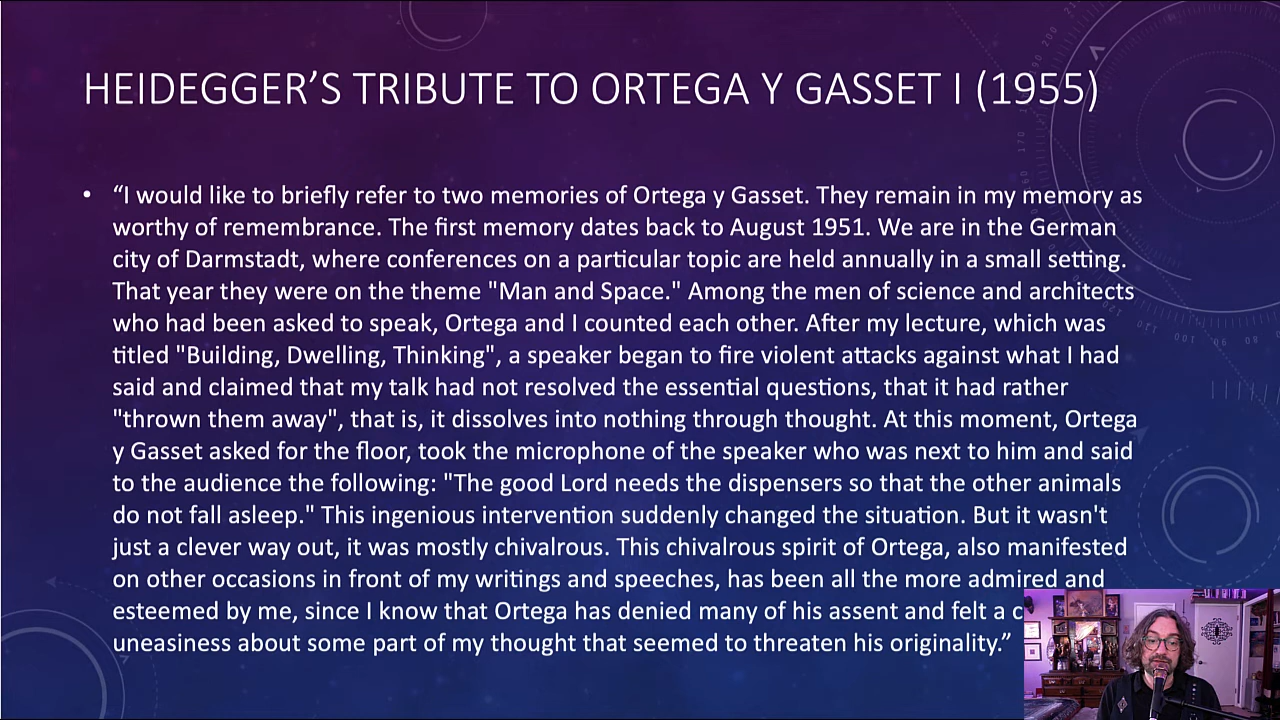 HEIDEGGER'S TRIBUTE TO ORTEGA Y GASSET I (1955)
• “I would like to briefly refer to two memories of Ortega y Gasset. They remain in my memory as
worthy of remembrance. The first memory dates back to August 1951. We are in the German
city of Darmstadt, where conferences on a particular topic are held annually in a small setting.
That year they were on the theme "Man and Space." Among the men of science and architects
who had been asked to speak, Ortega and I counted each other. After my lecture, which was
titled "Building, Dwelling, Thinking", a speaker began to fire violent attacks against what I had
said and claimed that my talk had not resolved the essential questions, that it had rather
"thrown them away", that is, it dissolves into nothing through thought. At this moment, Ortega
y Gasset asked for the floor, took the microphone of the speaker who was next to him and said
to the audience the following: "The good Lord needs the dispensers so that the other animals
do not fall asleep." This ingenious intervention suddenly changed the situation. But it wasn't
just a clever way out, it was mostly chivalrous. This chivalrous spirit of Ortega, also manifested
on other occasions in front of my writings and speeches, has been all the more admired and
esteemed by me, since I know that Ortega has denied many of his assent and felt a
uneasiness about some part of my thought that seemed to threaten his originality.”